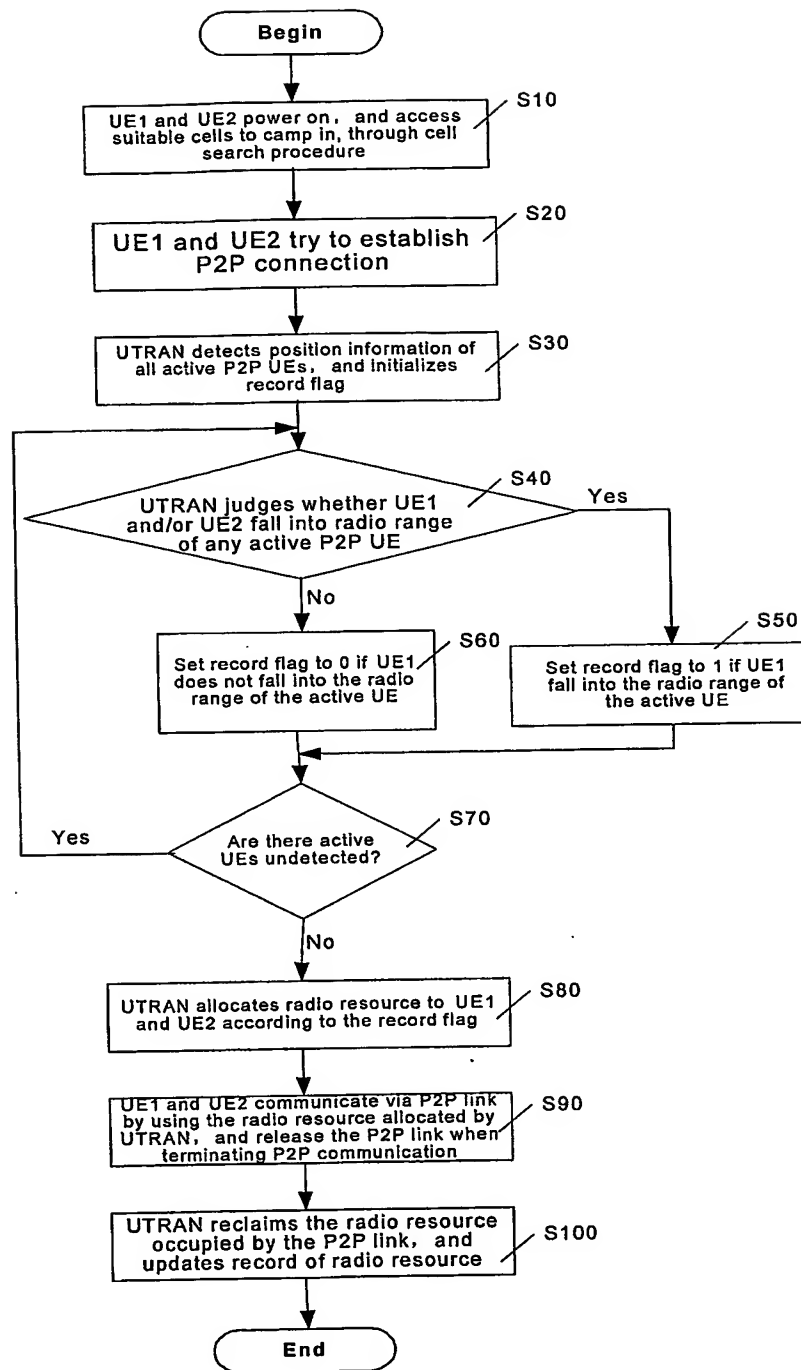 Begin
S10
UE1 and UE2 power on, and access
suitable cells to camp in, through cell
search procedure
S20
UE1 and UE2 try to establish
P2P connection
S30
UTRAN detects position information of
all active P2P UEs, and initializes
record flag
S40
UTRAN judges whether UE1
and/or UE2 fall into radio range
of any active P2P UE
Yes
No
S60
Set record flag to 0 if UE1
does not fall into the radio
range of the active UE
S50
Set record flag to 1 if UE1
fall into the radio range of
the active UE
S70
Yes
Are there active
UEs undetected?
No
S80
UTRAN allocates radio resource to UE1
and UE2 according to the record flag
S90
UE1 and UE2 communicate via P2P link
by using the radio resource allocated by
UTRAN, and release the P2P link when
terminating P2P communication
S100
UTRAN reclaims the radio resource
occupied by the P2P link, and
updates record of radio resource
End